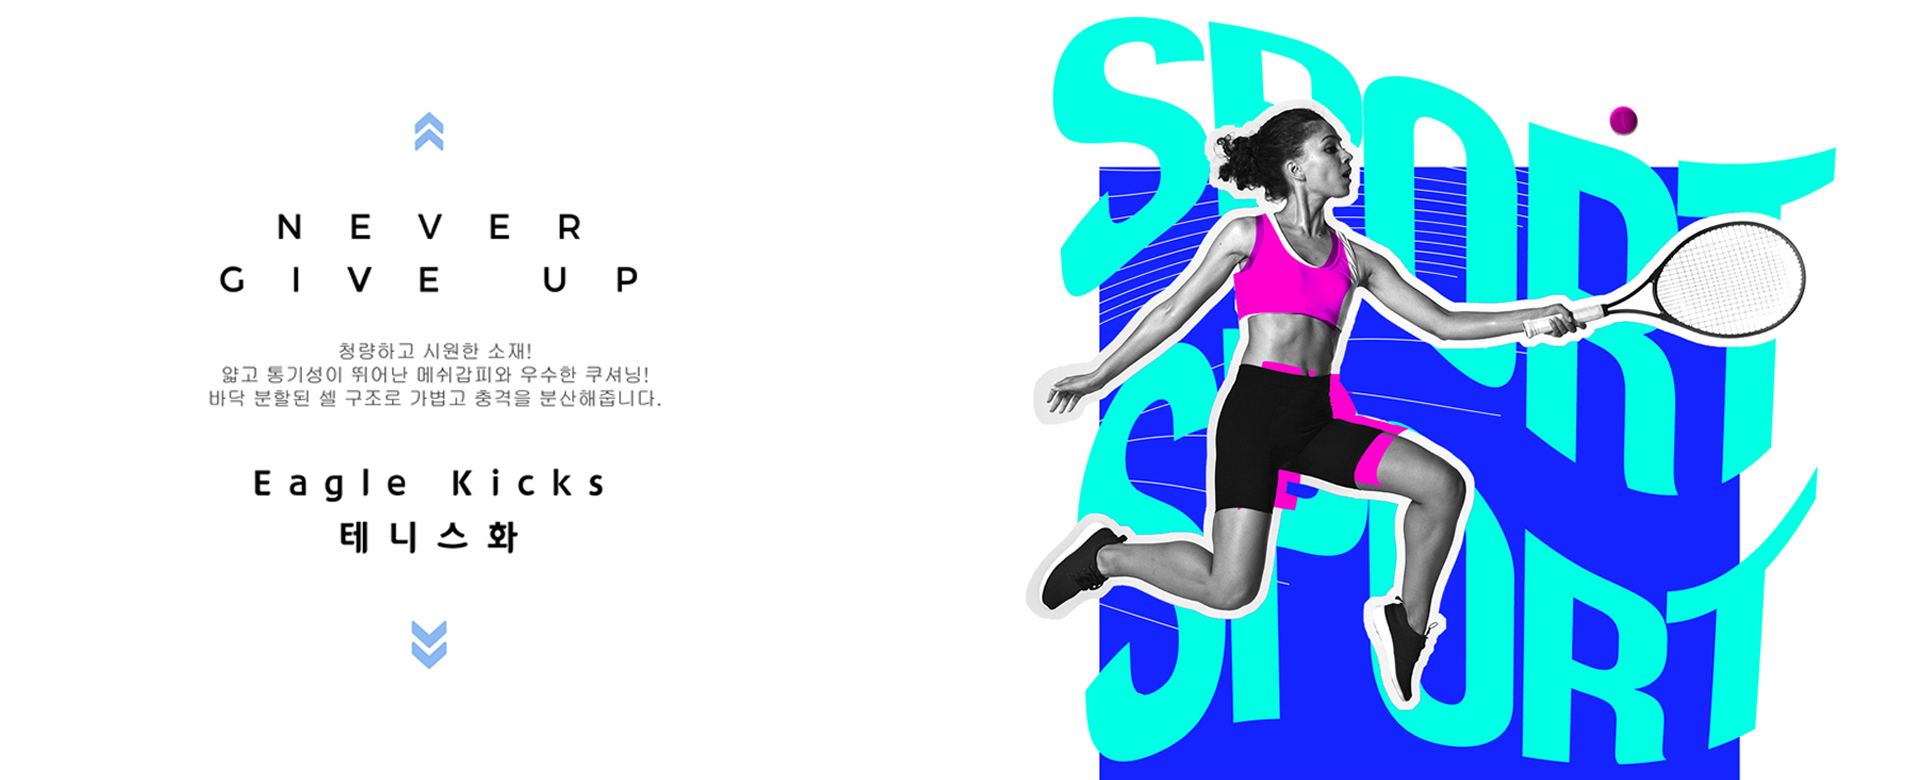 NEVER
GIVE UP
청량하고 시원한 소재!
얇고 통기성이 뛰어난 메쉬갑피와 우수한 쿠셔닝!
바닥 분할된 셀 구조로 가볍고 충격을 분산해줍니다.
Eagle Kicks
테니스화
SPORT
SPORT